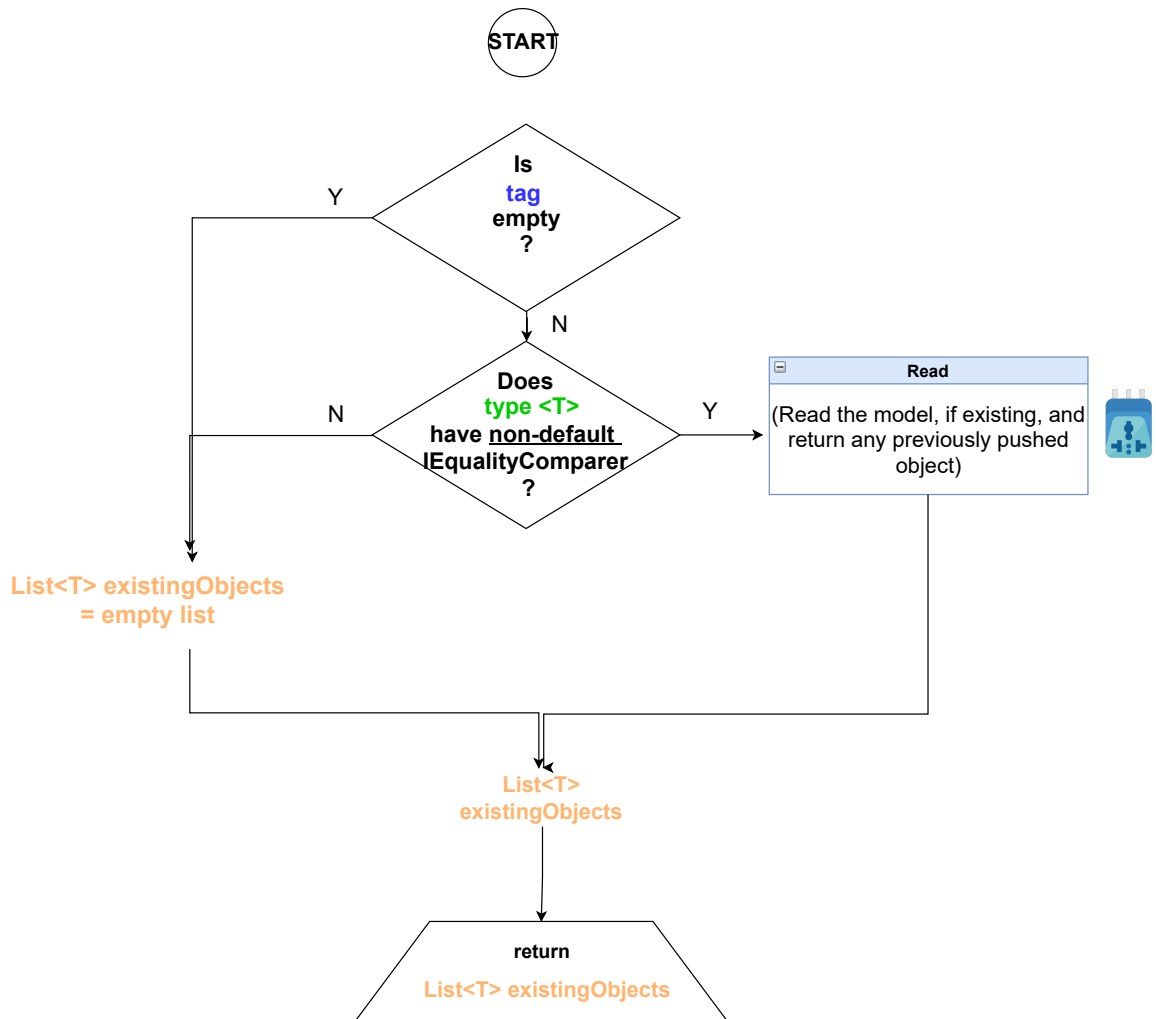 START
Is
tag
empty
?
Y
N
Does
type <T>
have non-default
IEqualityComparer
?
N
Y
Read
(Read the model, if existing, and
return any previously pushed
object)
List<T> existingObjects
= empty list
List<T>
existingObjects
return
List<T> existingObjects